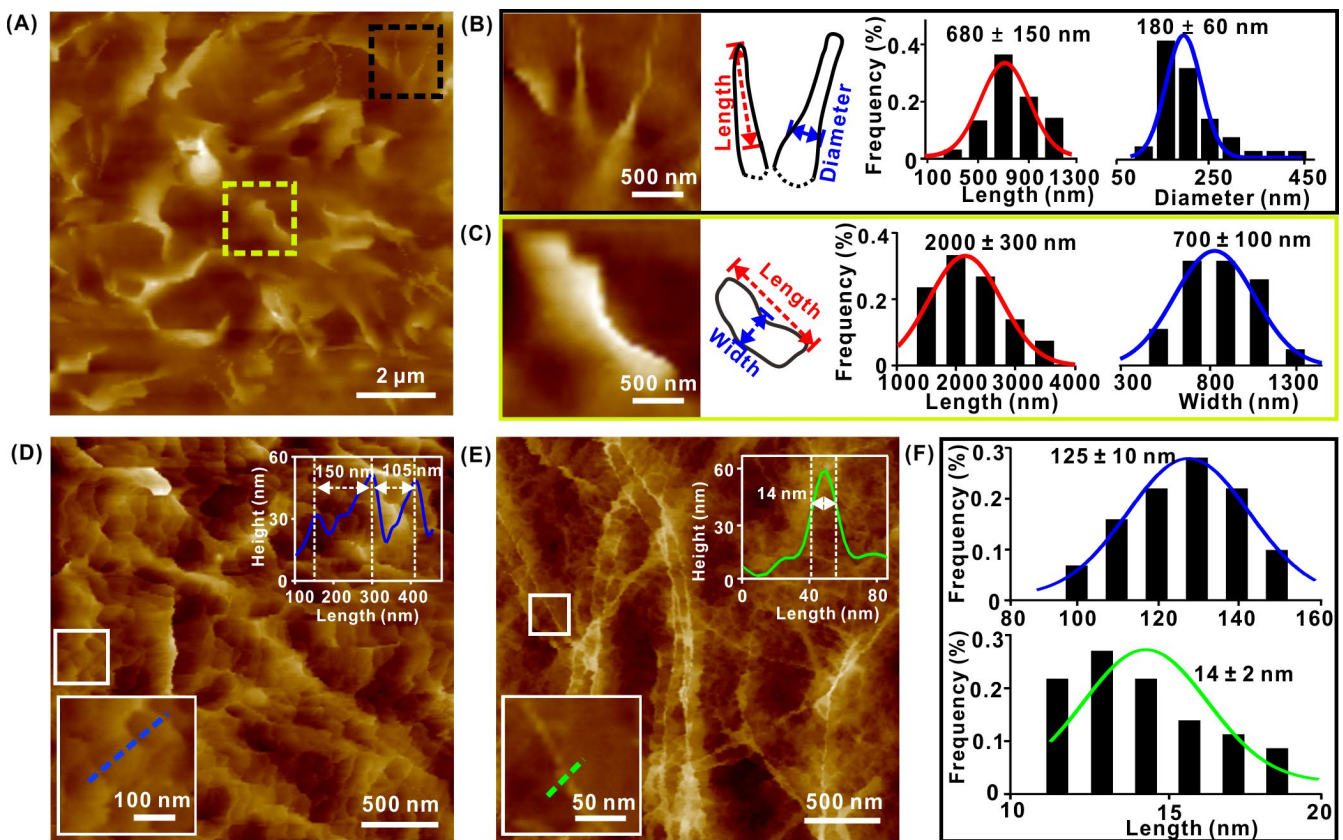 (A)
2 μm
(B)
500 nm
Length
Diameter
Frequency (%)
0.4
0.2
0
680 ± 150 nm
100 500 900 1300
Length (nm)
180 ± 60 nm
50 250 450
Diameter (nm)
(C)
500 nm
Length
Width
Frequency (%)
0.4
0.2
0
2000 ± 300 nm
1000 2000 3000 4000
Length (nm)
700 ± 100 nm
300 800 1300
Width (nm)
(D)
Height (nm)
60
30
0
150 nm 105 nm
100 200 300 400
Length (nm)
100 nm
500 nm
(E)
Height (nm)
60
30
0
14 nm
0 40 80
Length (nm)
50 nm
500 nm
(F)
Frequency (%)
0.3
0.2
0.1
0
125 ± 10 nm
80 100 120 140 160
Frequency (%)
0.3
0.2
0.1
0
14 ± 2 nm
10 15 20
Length (nm)